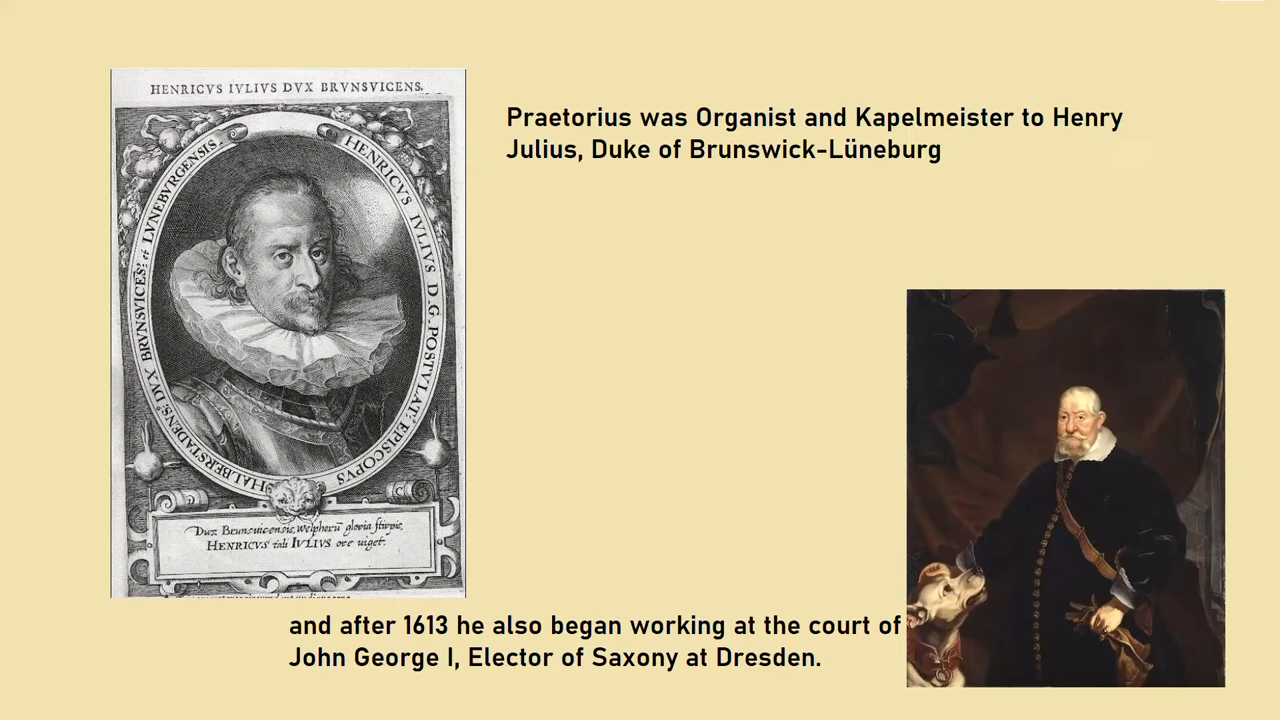 HENRICVS IVLIVS DVX BRVNSVICENS.
HENRICVS IVLIVS D. G. POSTVLAT: EPISCOPVS
HALBERSTADENS: DVX BRVNSVICES: et LVNEBVRGENSIS
Dux Brunsuicensis, Welpherū gloria stirpis,
HENRICVS tali IVLIVS ore uiget.
Praetorius was Organist and Kapelmeister to Henry
Julius, Duke of Brunswick-Lüneburg
and after 1613 he also began working at the court of
John George I, Elector of Saxony at Dresden.